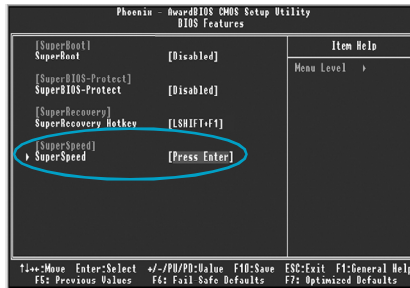 Phoenix - AwardBIOS CMOS Setup Utility
BIOS Features
[SuperBoot]
SuperBoot [Disabled]
[SuperBIOS-Protect]
SuperBIOS-Protect [Disabled]
[SuperRecovery]
SuperRecovery Hotkey [LSHIFT+F1]
[SuperSpeed]
SuperSpeed [Press Enter]
Item Help
Menu Level
↑↓→←:Move Enter:Select +/-/PU/PD:Value F10:Save ESC:Exit F1:General Help
F5: Previous Values F6: Fail Safe Defaults F7: Optimized Defaults